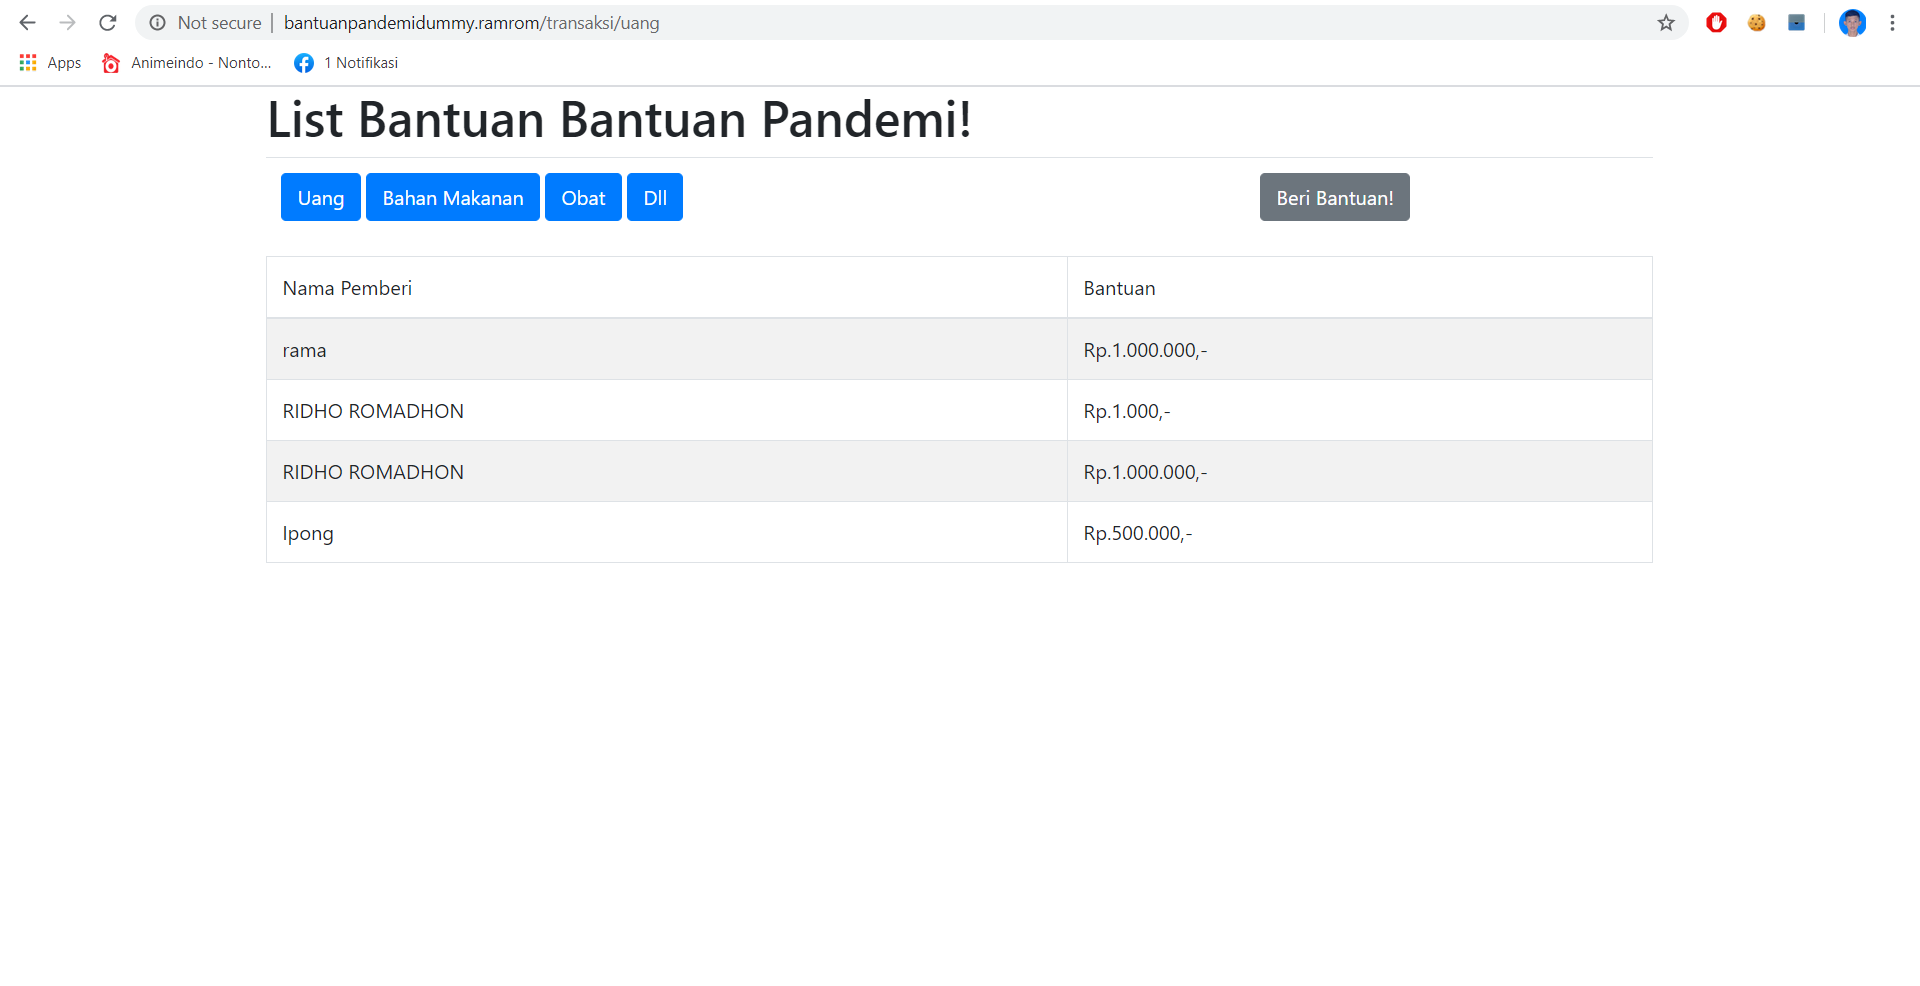 Not secure | bantuanpandemidummy.ramrom/transaksi/uang
Apps Animeindo - Nonto... 1 Notifikasi
List Bantuan Bantuan Pandemi!
Uang Bahan Makanan Obat Dll Beri Bantuan!
Nama Pemberi Bantuan
rama Rp.1.000.000,-
RIDHO ROMADHON Rp.1.000,-
RIDHO ROMADHON Rp.1.000.000,-
Ipong Rp.500.000,-